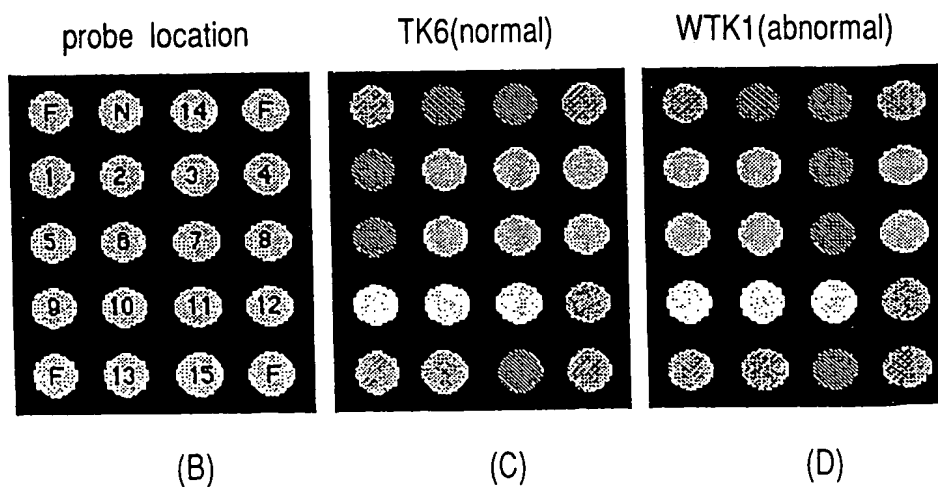 probe location TK6(normal) WTK1(abnormal)
F N 14 F
1 2 3 4
5 6 7 8
9 10 11 12
F 13 15 F
(B) (C) (D)